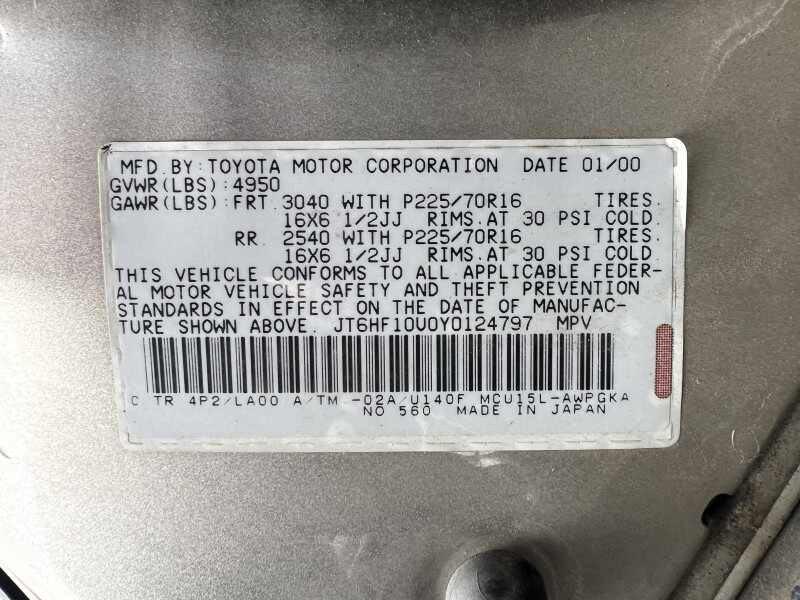 MFD.BY:TOYOTA MOTOR CORPORATION DATE 01/00
GVWR(LBS):4950
GAWR(LBS):FRT.3040 WITH P225/70R16 TIRES.
16X6 1/2JJ RIMS.AT 30 PSI COLD.
RR. 2540 WITH P225/70R16 TIRES.
16X6 1/2JJ RIMS.AT 30 PSI COLD.
THIS VEHICLE CONFORMS TO ALL APPLICABLE FEDER-
AL MOTOR VEHICLE SAFETY AND THEFT PREVENTION
STANDARDS IN EFFECT ON THE DATE OF MANUFAC-
TURE SHOWN ABOVE. JT6HF10U0Y0124797 MPV
C TR 4P2/LA00 A/TM -02A/U140F MCU15L-AWPGKA
NO 560 MADE IN JAPAN